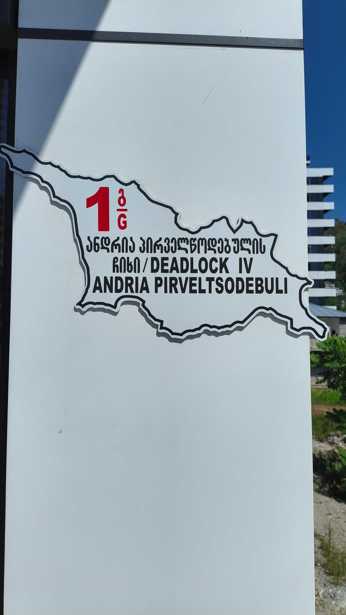 1 გ/G
ანდრია პირველწოდებულის
ჩიხი/DEADLOCK IV
ANDRIA PIRVELTSODEBULI